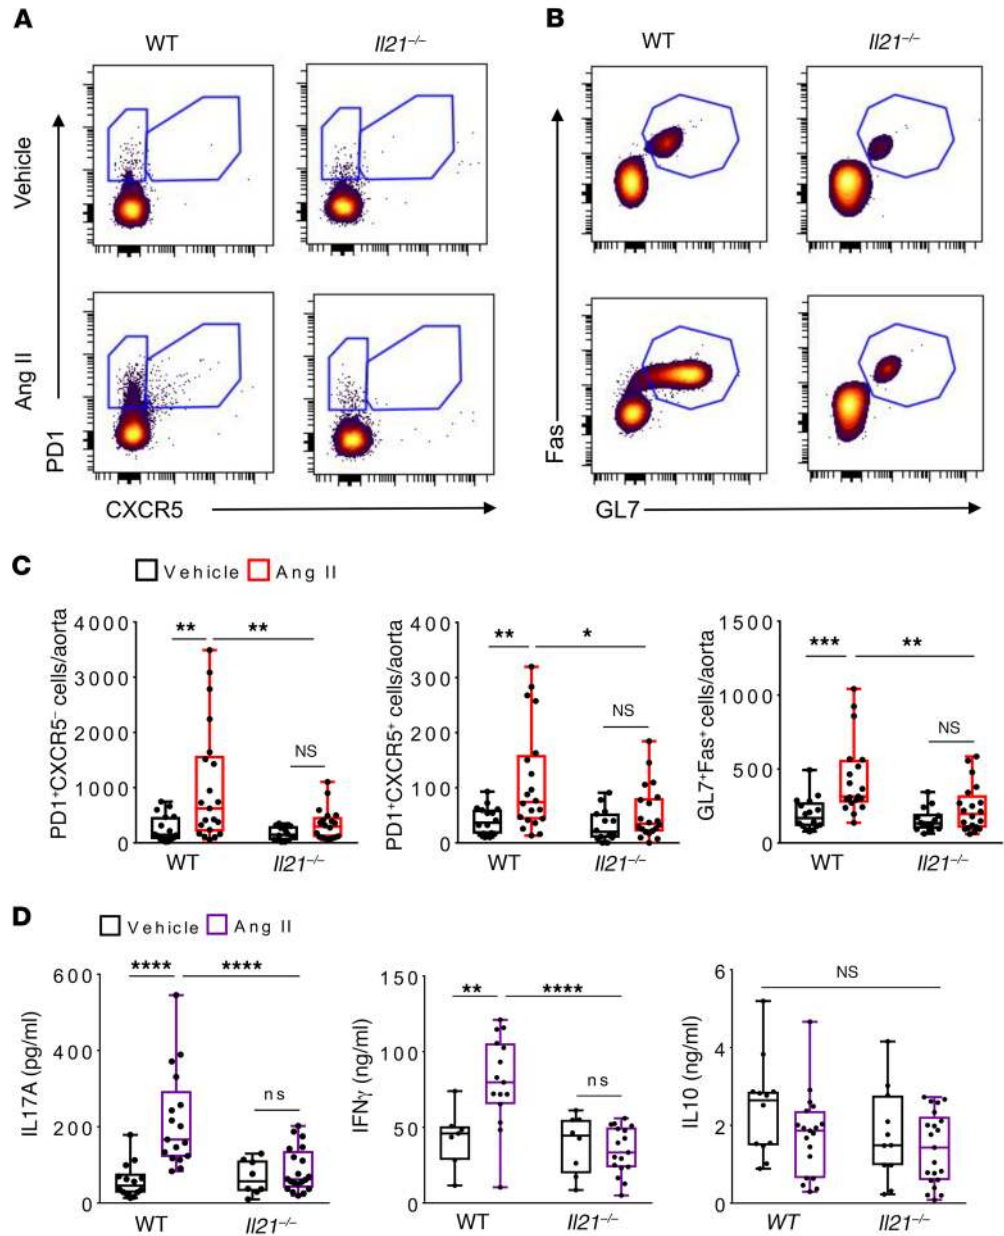 A
B
WT
Il21–/–
WT
Il21–/–
Vehicle
Ang II
PD1
CXCR5
Fas
GL7
C
Vehicle Ang II
PD1+CXCR5– cells/aorta
4000
3000
2000
1000
0
**
**
NS
WT
Il21–/–
PD1+CXCR5+ cells/aorta
400
300
200
100
0
**
*
NS
WT
Il21–/–
GL7+Fas+ cells/aorta
1500
1000
500
0
***
**
NS
WT
Il21–/–
D
Vehicle Ang II
IL17A (pg/ml)
600
400
200
0
****
****
ns
WT
Il21–/–
IFNγ (ng/ml)
150
100
50
0
**
****
ns
WT
Il21–/–
IL10 (ng/ml)
6
4
2
0
NS
WT
Il21–/–